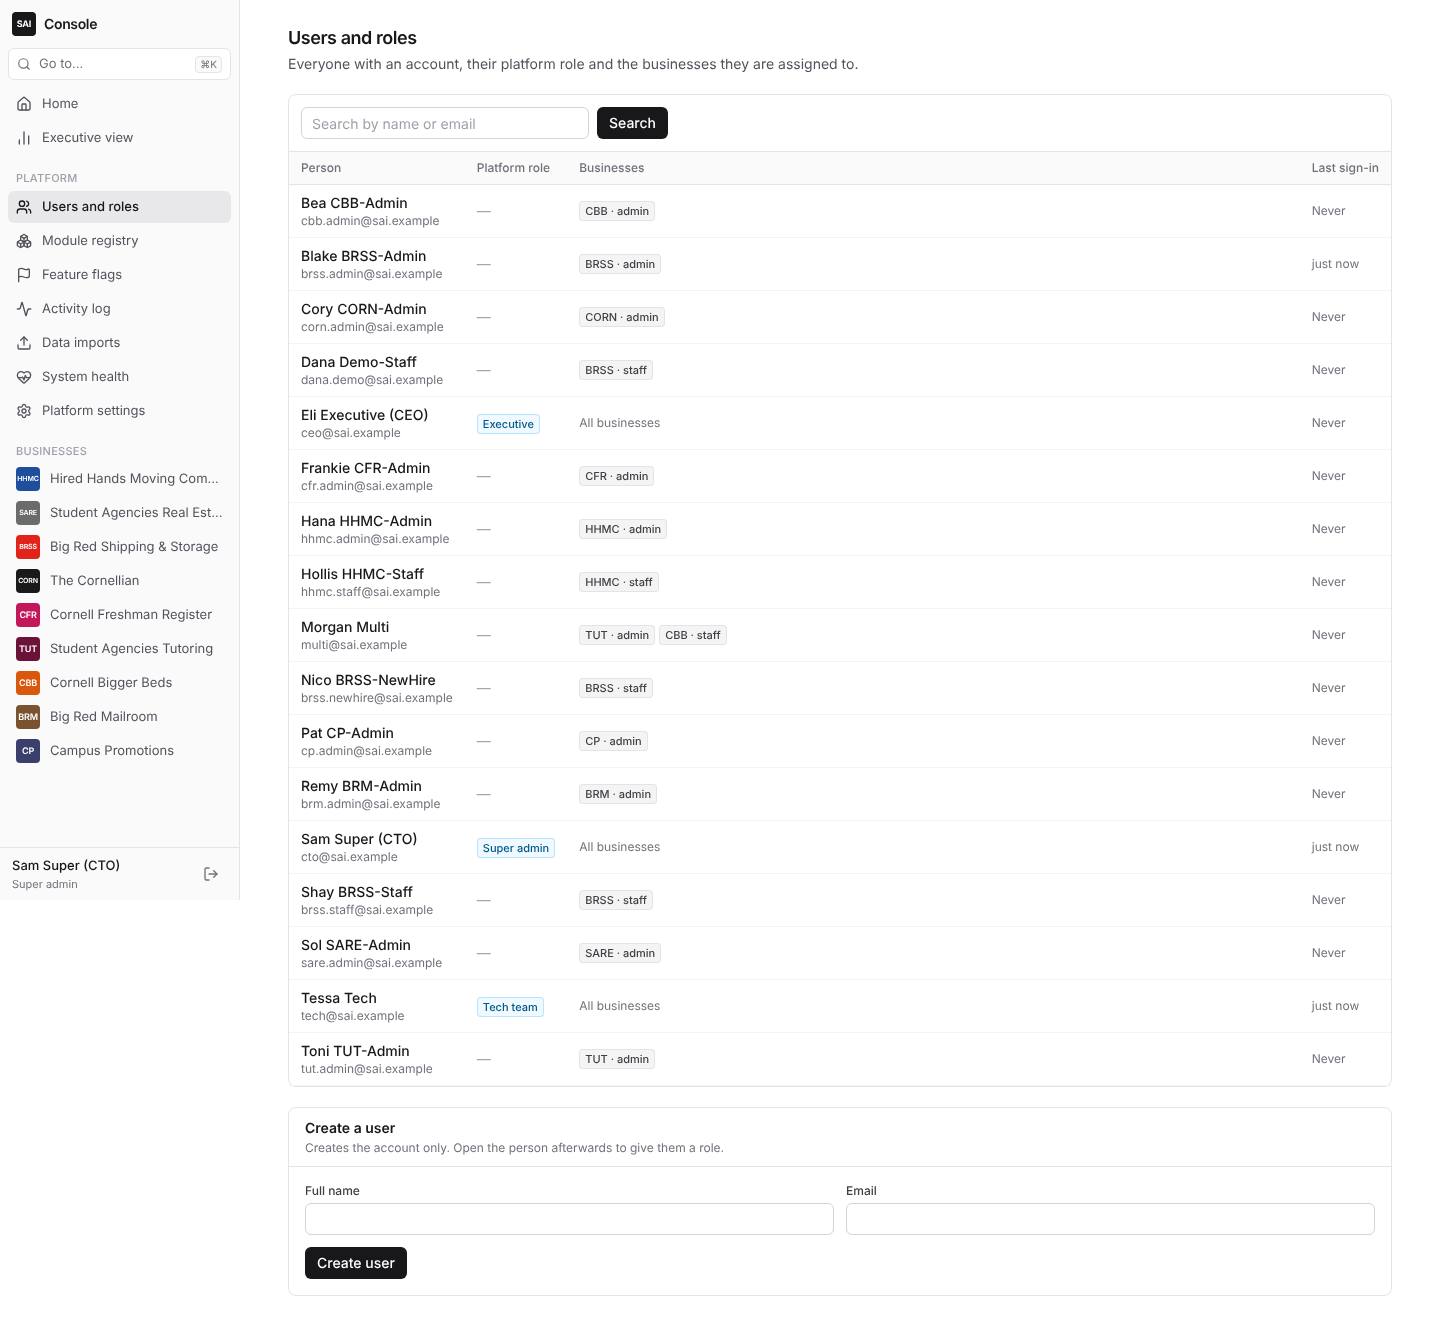 SAI Console
Go to... ⌘K
Home
Executive view
PLATFORM
Users and roles
Module registry
Feature flags
Activity log
Data imports
System health
Platform settings
BUSINESSES
HHMC Hired Hands Moving Com...
SARE Student Agencies Real Est...
BRSS Big Red Shipping & Storage
CORN The Cornellian
CFR Cornell Freshman Register
TUT Student Agencies Tutoring
CBB Cornell Bigger Beds
BRM Big Red Mailroom
CP Campus Promotions
Sam Super (CTO)
Super admin
Users and roles
Everyone with an account, their platform role and the businesses they are assigned to.
Search by name or email Search
Person Platform role Businesses Last sign-in
Bea CBB-Admin
cbb.admin@sai.example
— CBB · admin Never
Blake BRSS-Admin
brss.admin@sai.example
— BRSS · admin just now
Cory CORN-Admin
corn.admin@sai.example
— CORN · admin Never
Dana Demo-Staff
dana.demo@sai.example
— BRSS · staff Never
Eli Executive (CEO)
ceo@sai.example
Executive All businesses Never
Frankie CFR-Admin
cfr.admin@sai.example
— CFR · admin Never
Hana HHMC-Admin
hhmc.admin@sai.example
— HHMC · admin Never
Hollis HHMC-Staff
hhmc.staff@sai.example
— HHMC · staff Never
Morgan Multi
multi@sai.example
— TUT · admin CBB · staff Never
Nico BRSS-NewHire
brss.newhire@sai.example
— BRSS · staff Never
Pat CP-Admin
cp.admin@sai.example
— CP · admin Never
Remy BRM-Admin
brm.admin@sai.example
— BRM · admin Never
Sam Super (CTO)
cto@sai.example
Super admin All businesses just now
Shay BRSS-Staff
brss.staff@sai.example
— BRSS · staff Never
Sol SARE-Admin
sare.admin@sai.example
— SARE · admin Never
Tessa Tech
tech@sai.example
Tech team All businesses just now
Toni TUT-Admin
tut.admin@sai.example
— TUT · admin Never
Create a user
Creates the account only. Open the person afterwards to give them a role.
Full name Email
Create user